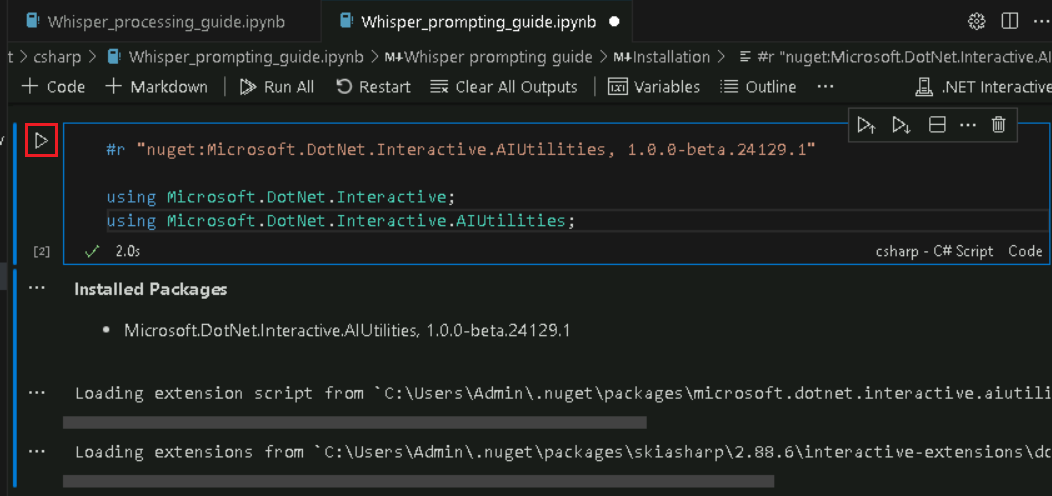 Whisper_processing_guide.ipynb
Whisper_prompting_guide.ipynb
csharp > Whisper_prompting_guide.ipynb > M↓Whisper prompting guide > M↓Installation > #r "nuget:Microsoft.DotNet.Interactive.AI
+ Code + Markdown Run All Restart Clear All Outputs Variables Outline ... .NET Interactive
#r "nuget:Microsoft.DotNet.Interactive.AIUtilities, 1.0.0-beta.24129.1"
using Microsoft.DotNet.Interactive;
using Microsoft.DotNet.Interactive.AIUtilities;
[2] ✓ 2.0s csharp - C# Script Code
Installed Packages
• Microsoft.DotNet.Interactive.AIUtilities, 1.0.0-beta.24129.1
Loading extension script from `C:\Users\Admin\.nuget\packages\microsoft.dotnet.interactive.aiutili
Loading extensions from `C:\Users\Admin\.nuget\packages\skiasharp\2.88.6\interactive-extensions\do